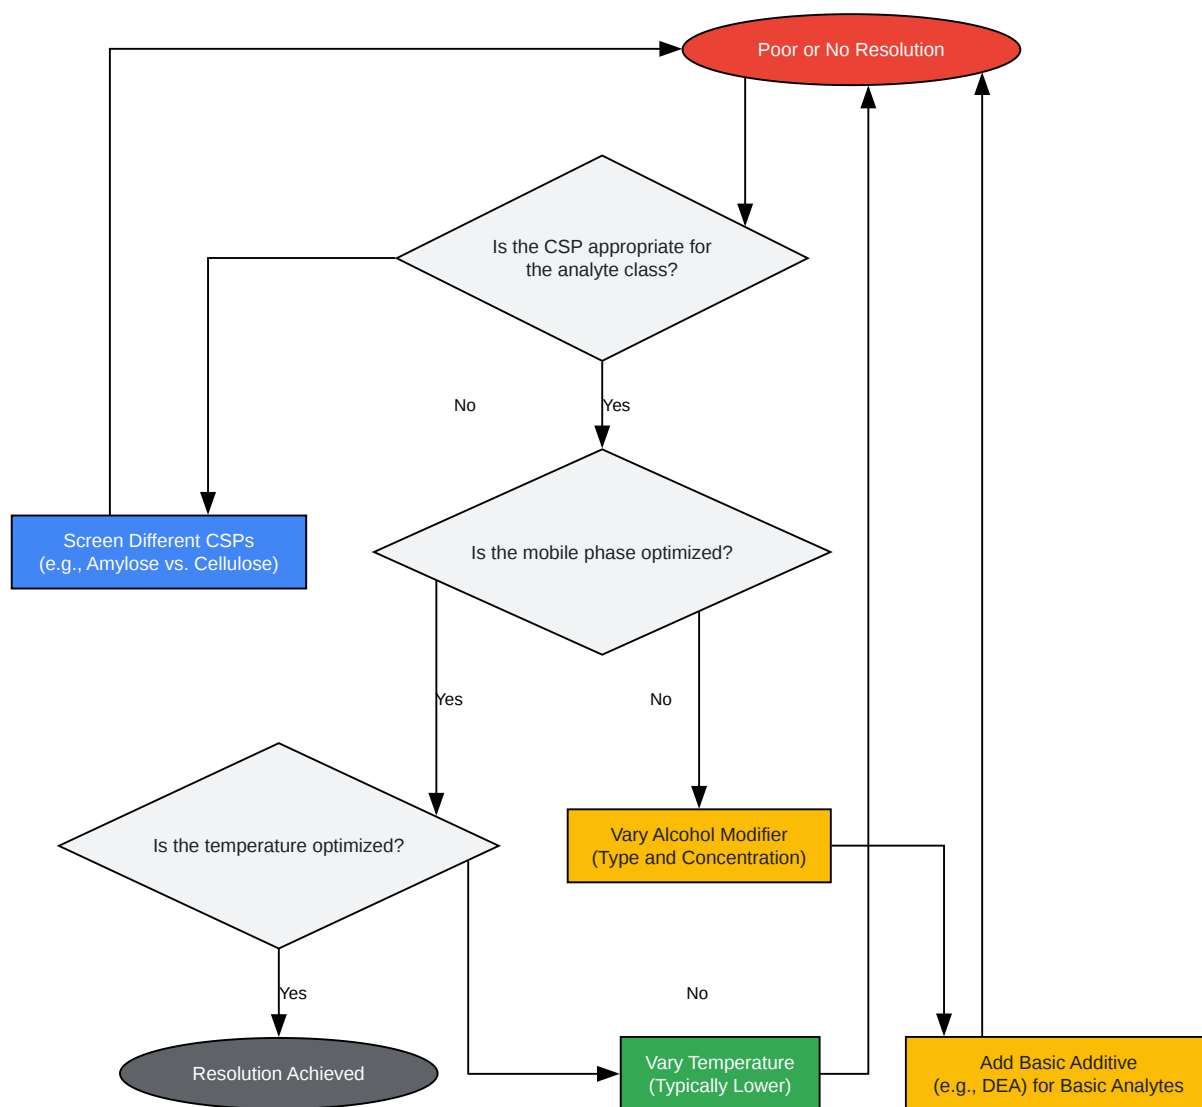 Poor or No Resolution
Is the CSP appropriate for
the analyte class?
No
Yes
Screen Different CSPs
(e.g., Amylose vs. Cellulose)
Is the mobile phase optimized?
Yes
No
Is the temperature optimized?
Vary Alcohol Modifier
(Type and Concentration)
Yes
No
Resolution Achieved
Vary Temperature
(Typically Lower)
Add Basic Additive
(e.g., DEA) for Basic Analytes